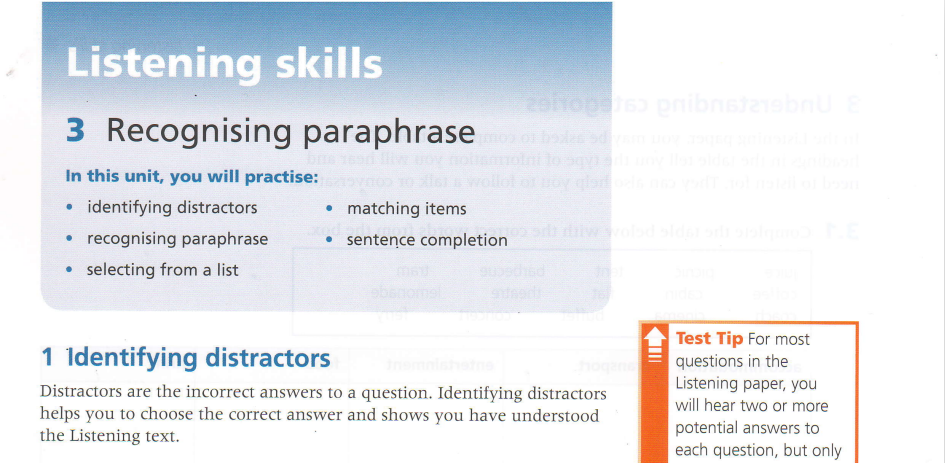 Listening skills
3 Recognising paraphrase
In this unit, you will practise:
• identifying distractors
• recognising paraphrase
• selecting from a list
• matching items
• sentence completion
1 Identifying distractors
Distractors are the incorrect answers to a question. Identifying distractors
helps you to choose the correct answer and shows you have understood
the Listening text.
Test Tip For most
questions in the
Listening paper, you
will hear two or more
potential answers to
each question, but only